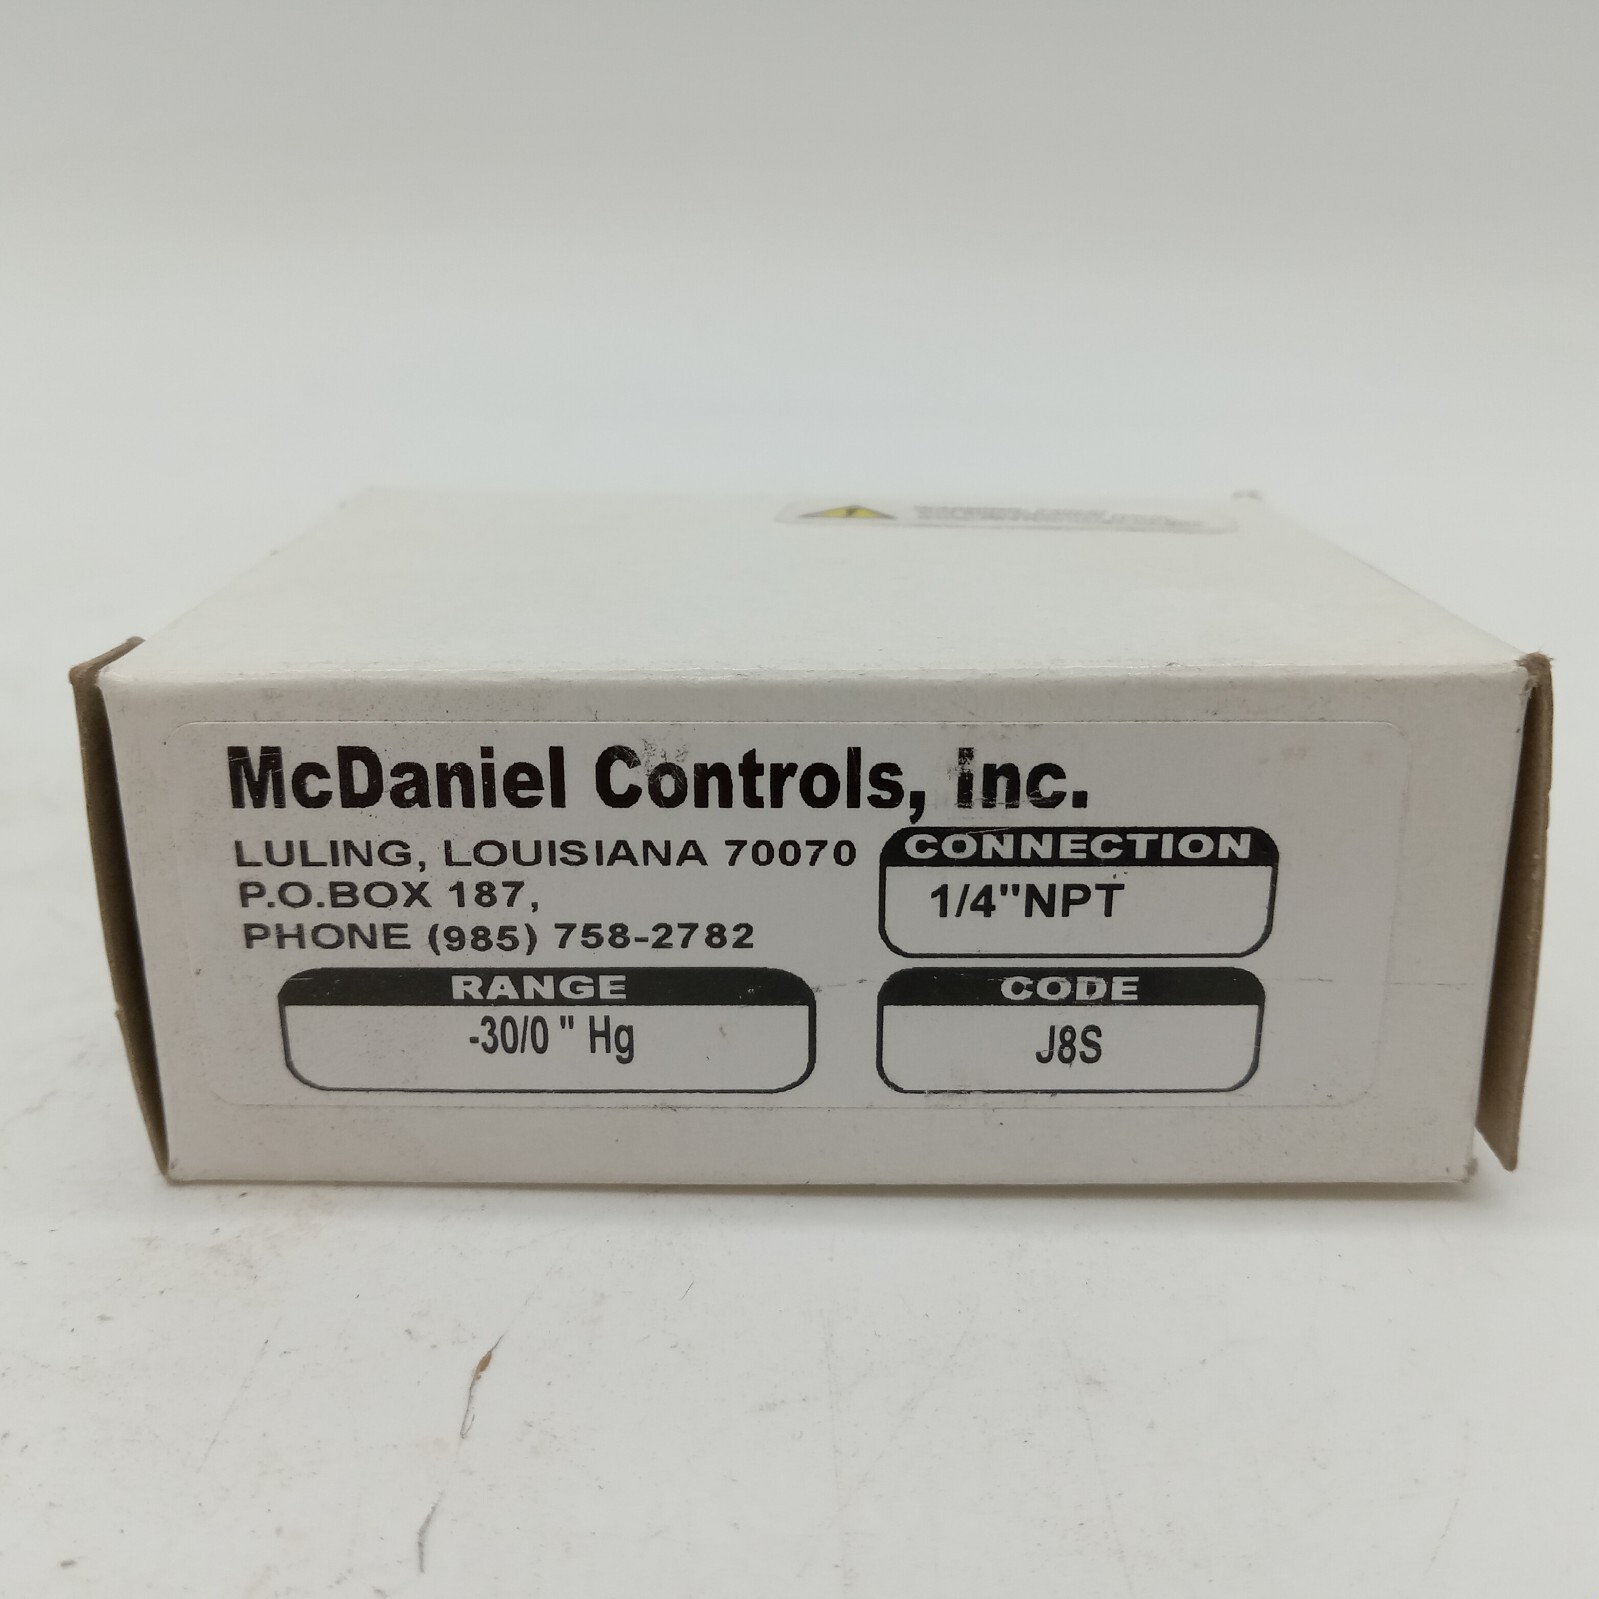 McDaniel Controls, Inc.
LULING, LOUISIANA 70070
P.O.BOX 187,
PHONE (985) 758-2782
CONNECTION
1/4"NPT
RANGE
-30/0 " Hg
CODE
J8S